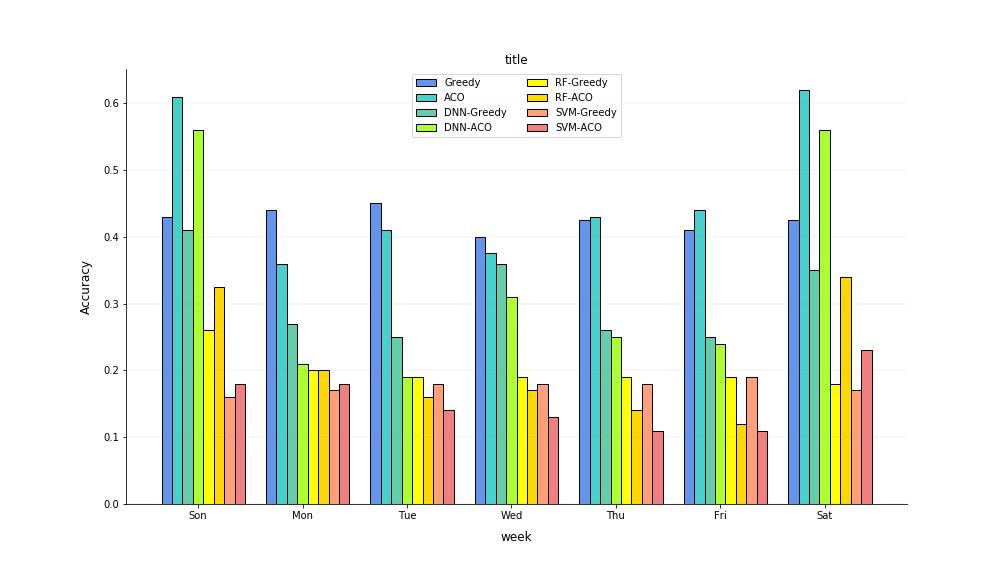 title
Greedy
ACO
DNN-Greedy
DNN-ACO
RF-Greedy
RF-ACO
SVM-Greedy
SVM-ACO
Accuracy
0.6
0.5
0.4
0.3
0.2
0.1
0.0
Son Mon Tue Wed Thu Fri Sat
week